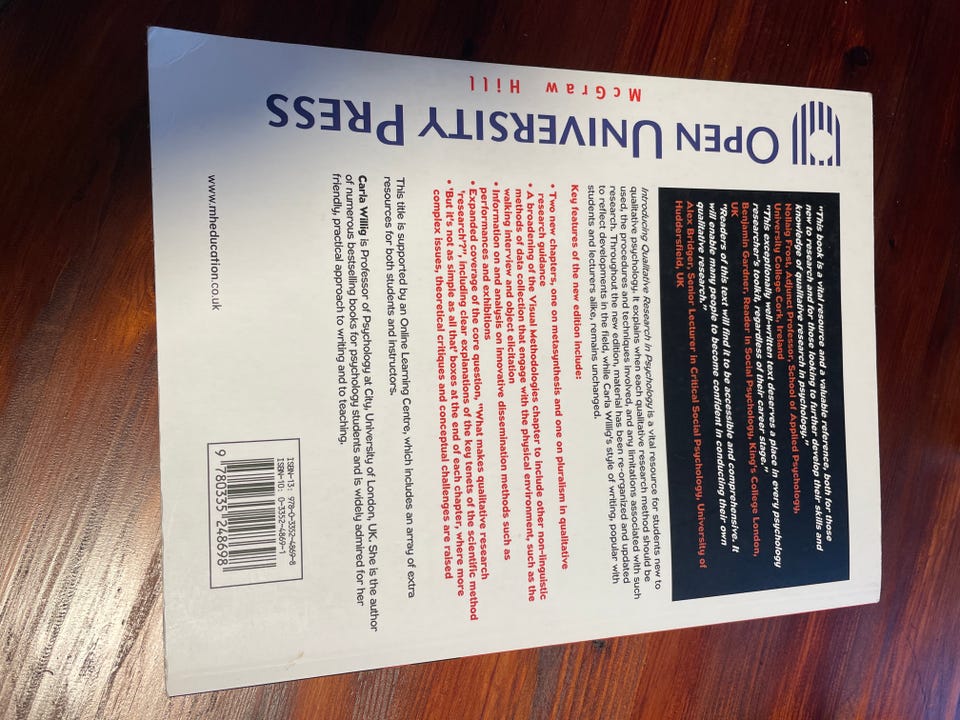 "This book is a vital resource and a valuable reference, both for those
new to research and for those looking to further develop their skills and
knowledge of qualitative research in psychology."
Nollaig Frost, Adjunct Professor, School of Applied Psychology,
University College Cork, Ireland
"This exceptionally well-written text deserves a place in every psychology
researcher's toolkit, regardless of their career stage."
Benjamin Gardner, Reader in Social Psychology, King's College London,
UK
"Readers of this text will find it to be accessible and comprehensive. It
will enable many people to become confident in conducting their own
qualitative research."
Alex Bridger, Senior Lecturer in Critical Social Psychology, University of
Huddersfield, UK
Introducing Qualitative Research in Psychology is a vital resource for students new to
qualitative psychology. It explains when each qualitative research method should be
used, the procedures and techniques involved, and any limitations associated with such
research. Throughout the new edition, material has been re-organized and updated
to reflect developments in the field, while Carla Willig's style of writing, popular with
students and lecturers alike, remains unchanged.
Key features of the new edition include:
• Two new chapters, one on metasynthesis and one on pluralism in qualitative
research guidance
• A broadening of the Visual Methodologies chapter to include other non-linguistic
methods of data collection that engage with the physical environment, such as the
walking interview and object elicitation
• Information on and analysis on innovative dissemination methods such as
performances and exhibitions
• Expanded coverage of the core question, "What makes qualitative research
'research'?", including clear explanations of the key tenets of the scientific method
• 'But it's not as simple as all that' boxes at the end of each chapter, where more
complex issues, theoretical critiques and conceptual challenges are raised
This title is supported by an Online Learning Centre, which includes an array of extra
resources for both students and instructors.
Carla Willig is Professor of Psychology at City, University of London, UK. She is the author
of numerous bestselling books for psychology students and is widely admired for her
friendly, practical approach to writing and to teaching.
www.mheducation.co.uk
ISBN-13: 978-0-3352-4869-8
ISBN-10: 0-3352-4869-1
9 780335 248698
OPEN UNIVERSITY PRESS
McGraw Hill